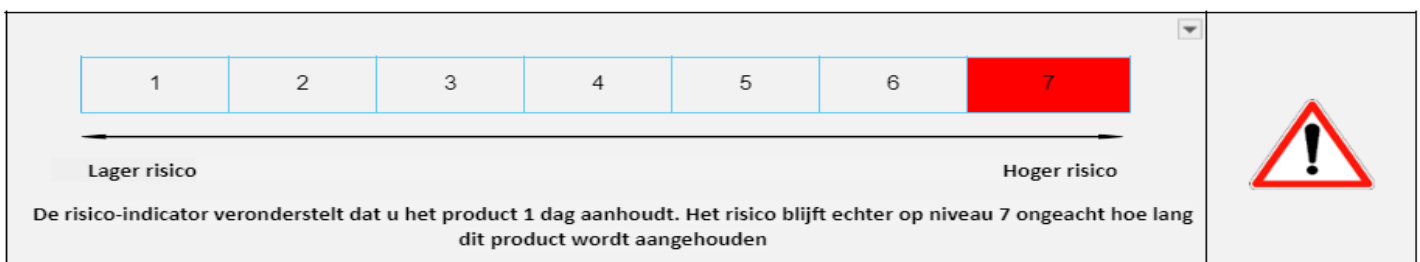 1 2 3 4 5 6 7
Lager risico Hoger risico
De risico-indicator veronderstelt dat u het product 1 dag aanhoudt. Het risico blijft echter op niveau 7 ongeacht hoe lang
dit product wordt aangehouden